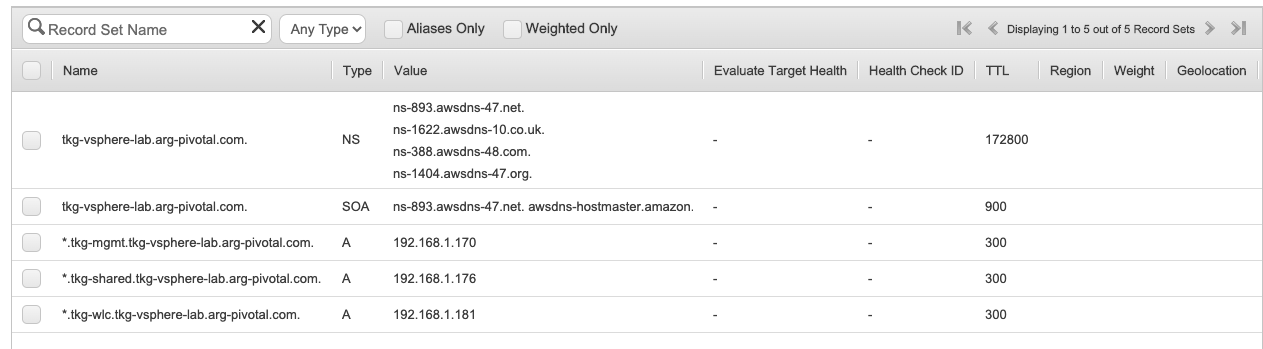 Record Set Name X Any Type Aliases Only Weighted Only Displaying 1 to 5 out of 5 Record Sets
Name Type Value Evaluate Target Health Health Check ID TTL Region Weight Geolocation
ns-893.awsdns-47.net.
ns-1622.awsdns-10.co.uk.
tkg-vsphere-lab.arg-pivotal.com. NS - - 172800
ns-388.awsdns-48.com.
ns-1404.awsdns-47.org.
tkg-vsphere-lab.arg-pivotal.com. SOA ns-893.awsdns-47.net. awsdns-hostmaster.amazon. - - 900
*.tkg-mgmt.tkg-vsphere-lab.arg-pivotal.com. A 192.168.1.170 - - 300
*.tkg-shared.tkg-vsphere-lab.arg-pivotal.com. A 192.168.1.176 - - 300
*.tkg-wlc.tkg-vsphere-lab.arg-pivotal.com. A 192.168.1.181 - - 300